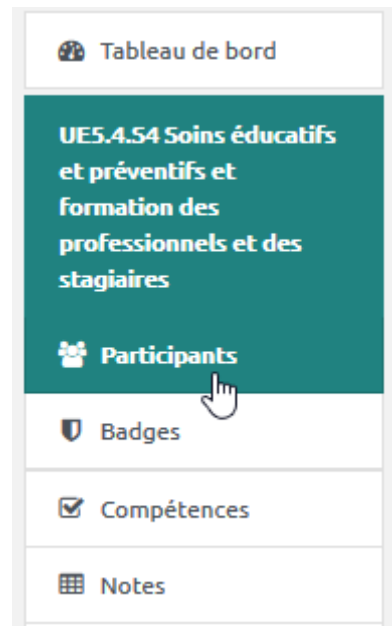 Tableau de bord
UE5.4.S4 Soins éducatifs
et préventifs et
formation des
professionnels et des
stagiaires
Participants
Badges
Compétences
Notes